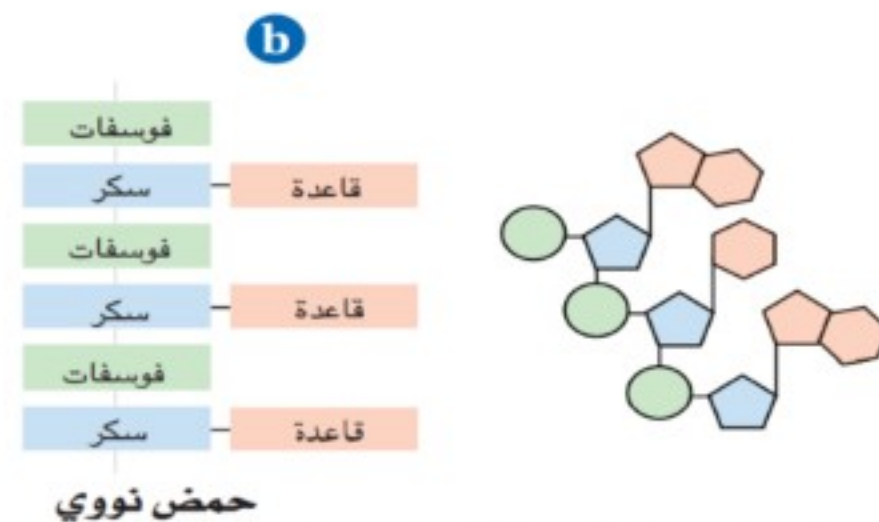 b
فوسفات
سكر - قاعدة
فوسفات
سكر - قاعدة
فوسفات
سكر - قاعدة
حمض نووي